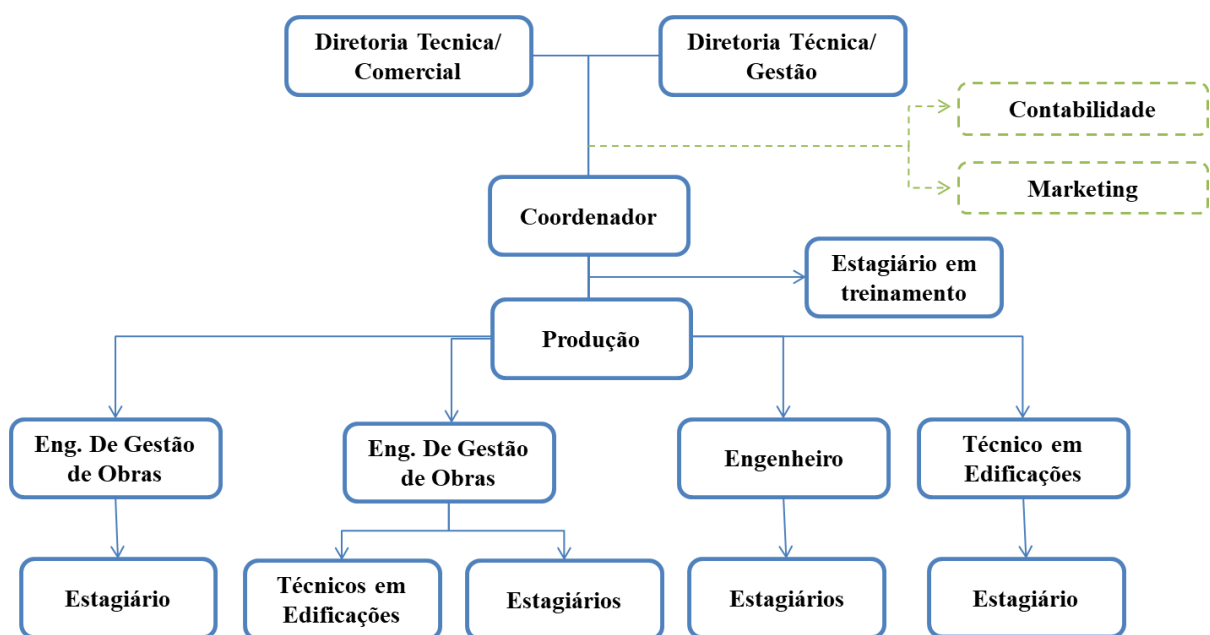 Diretoria Tecnica/
Comercial
Diretoria Técnica/
Gestão
Contabilidade
Marketing
Coordenador
Estagiário em
treinamento
Produção
Eng. De Gestão
de Obras
Eng. De Gestão
de Obras
Engenheiro
Técnico em
Edificações
Estagiário
Técnicos em
Edificações
Estagiários
Estagiários
Estagiário